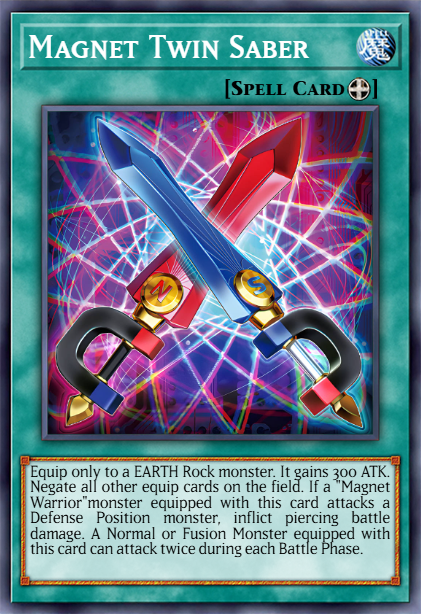 Magnet Twin Saber
魔
[Spell Card]
N S
Equip only to a EARTH Rock monster. It gains 300 ATK.
Negate all other equip cards on the field. If a "Magnet
Warrior"monster equipped with this card attacks a
Defense Position monster, inflict piercing battle
damage. A Normal or Fusion Monster equipped with
this card can attack twice during each Battle Phase.